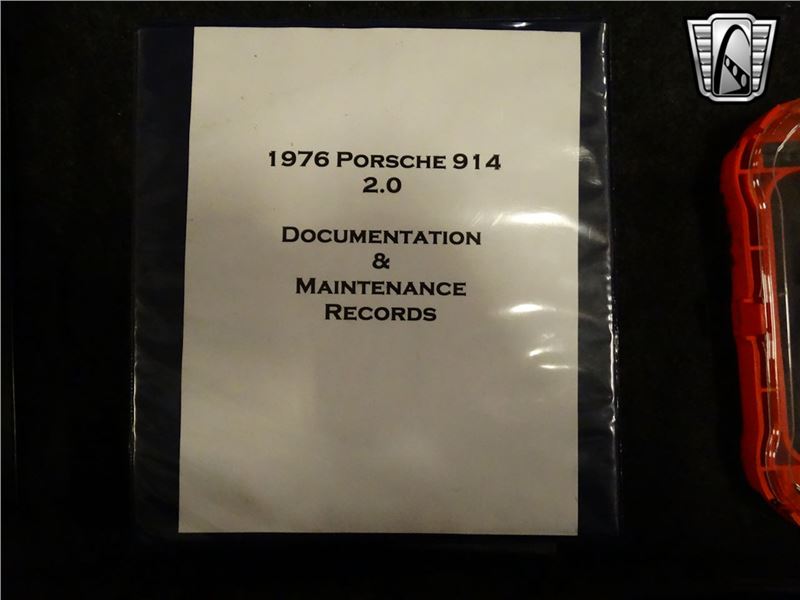 1976 Porsche 914
2.0
Documentation
&
Maintenance
Records